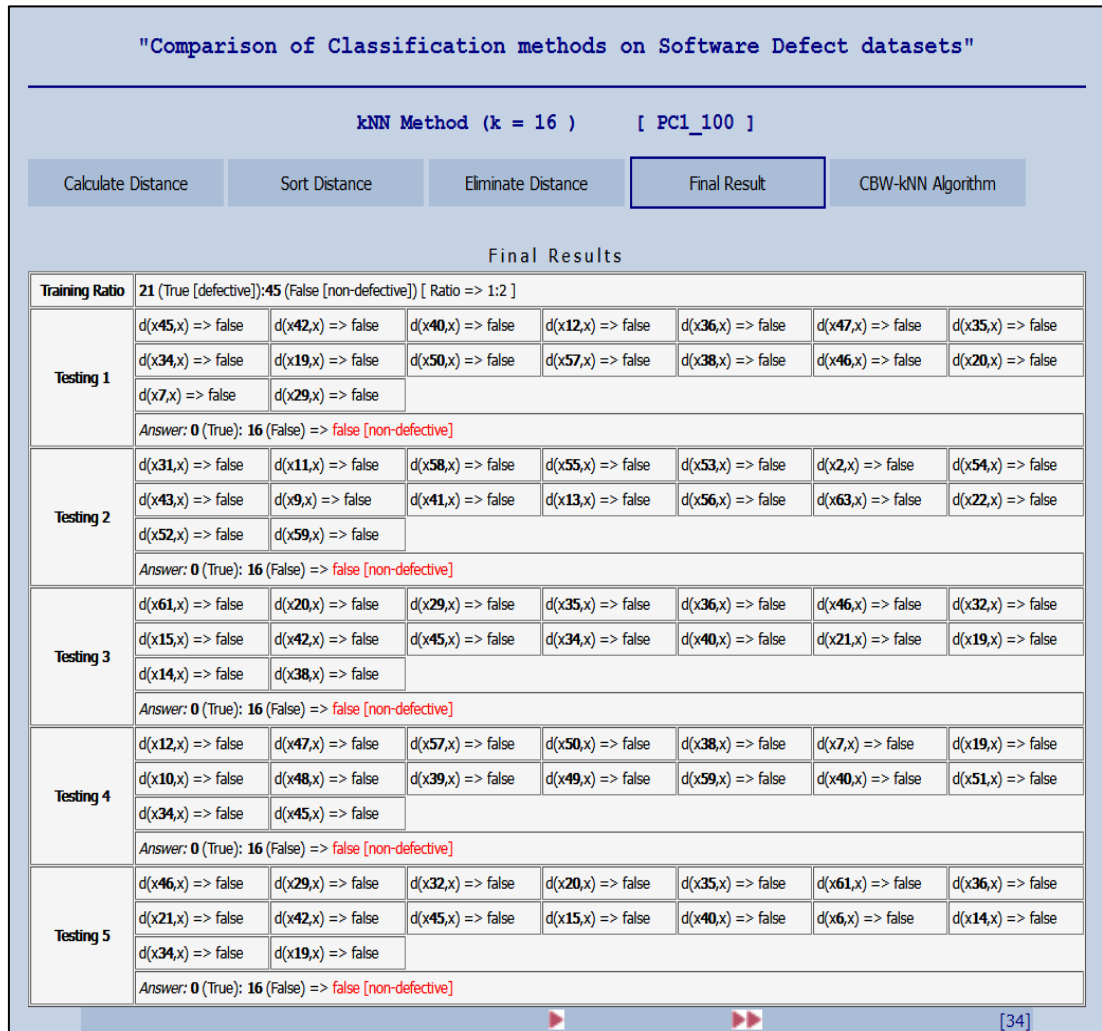 "Comparison of Classification methods on Software Defect datasets"
kNN Method (k = 16 ) [ PC1_100 ]
Calculate Distance Sort Distance Eliminate Distance Final Result CBW-kNN Algorithm
Final Results
Training Ratio 21 (True [defective]):45 (False [non-defective]) [ Ratio => 1:2 ]
d(x45,x) => false d(x42,x) => false d(x40,x) => false d(x12,x) => false d(x36,x) => false d(x47,x) => false d(x35,x) => false
d(x34,x) => false d(x19,x) => false d(x50,x) => false d(x57,x) => false d(x38,x) => false d(x46,x) => false d(x20,x) => false
Testing 1
d(x7,x) => false d(x29,x) => false
Answer: 0 (True): 16 (False) => false [non-defective]
d(x31,x) => false d(x11,x) => false d(x58,x) => false d(x55,x) => false d(x53,x) => false d(x2,x) => false d(x54,x) => false
d(x43,x) => false d(x9,x) => false d(x41,x) => false d(x13,x) => false d(x56,x) => false d(x63,x) => false d(x22,x) => false
Testing 2
d(x52,x) => false d(x59,x) => false
Answer: 0 (True): 16 (False) => false [non-defective]
d(x61,x) => false d(x20,x) => false d(x29,x) => false d(x35,x) => false d(x36,x) => false d(x46,x) => false d(x32,x) => false
d(x15,x) => false d(x42,x) => false d(x45,x) => false d(x34,x) => false d(x40,x) => false d(x21,x) => false d(x19,x) => false
Testing 3
d(x14,x) => false d(x38,x) => false
Answer: 0 (True): 16 (False) => false [non-defective]
d(x12,x) => false d(x47,x) => false d(x57,x) => false d(x50,x) => false d(x38,x) => false d(x7,x) => false d(x19,x) => false
d(x10,x) => false d(x48,x) => false d(x39,x) => false d(x49,x) => false d(x59,x) => false d(x40,x) => false d(x51,x) => false
Testing 4
d(x34,x) => false d(x45,x) => false
Answer: 0 (True): 16 (False) => false [non-defective]
d(x46,x) => false d(x29,x) => false d(x32,x) => false d(x20,x) => false d(x35,x) => false d(x61,x) => false d(x36,x) => false
d(x21,x) => false d(x42,x) => false d(x45,x) => false d(x15,x) => false d(x40,x) => false d(x6,x) => false d(x14,x) => false
Testing 5
d(x34,x) => false d(x19,x) => false
Answer: 0 (True): 16 (False) => false [non-defective]
[34]